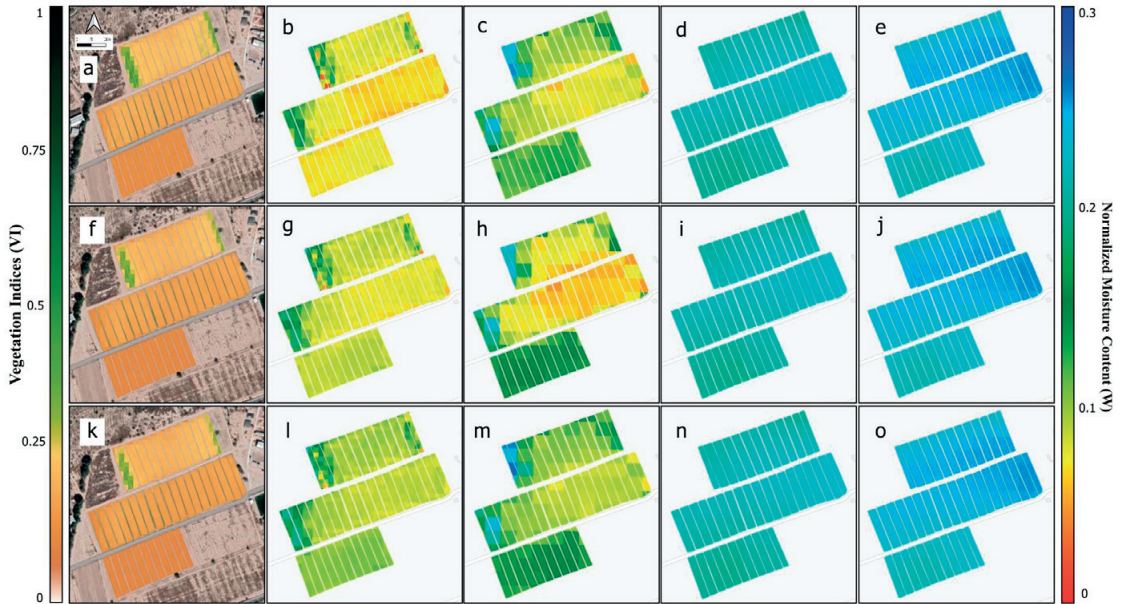 1
0.75
0.5
0.25
0
Vegetation Indices (VI)
a
b
c
d
e
f
g
h
i
j
k
l
m
n
o
0.3
0.2
0.1
0
Normalized Moisture Content (W)